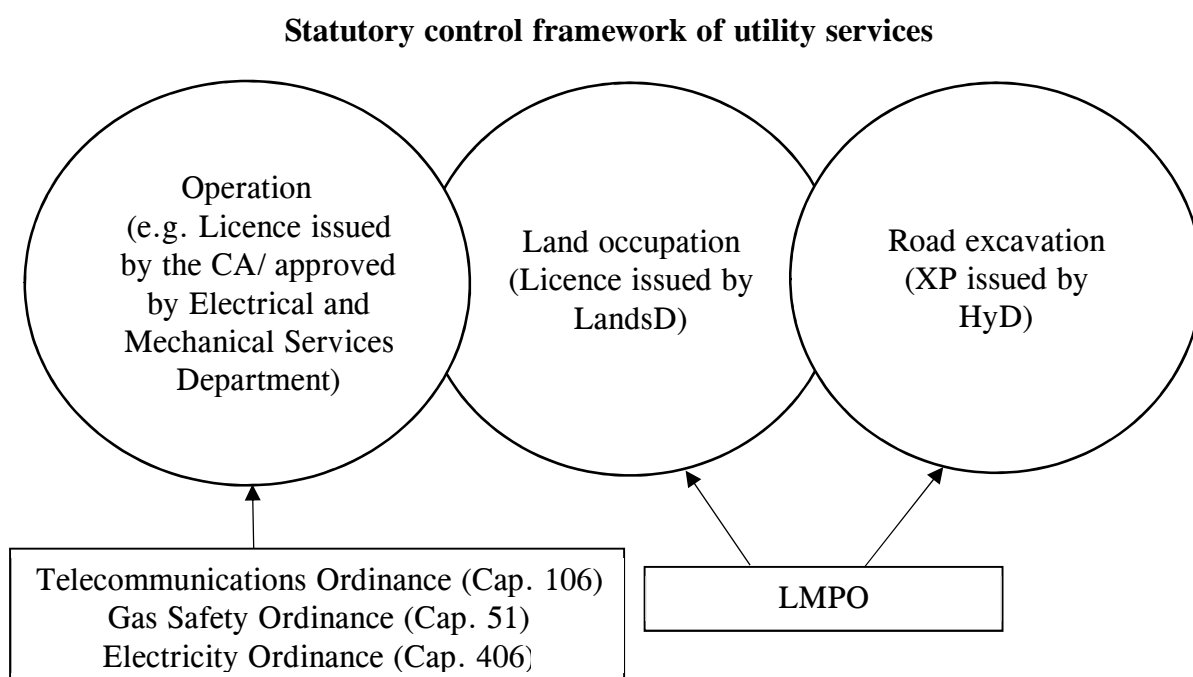 Statutory control framework of utility services
Operation
(e.g. Licence issued
by the CA/ approved
by Electrical and
Mechanical Services
Department)
Land occupation
(Licence issued by
LandsD)
Road excavation
(XP issued by
HyD)
Telecommunications Ordinance (Cap. 106)
Gas Safety Ordinance (Cap. 51)
Electricity Ordinance (Cap. 406)
LMPO